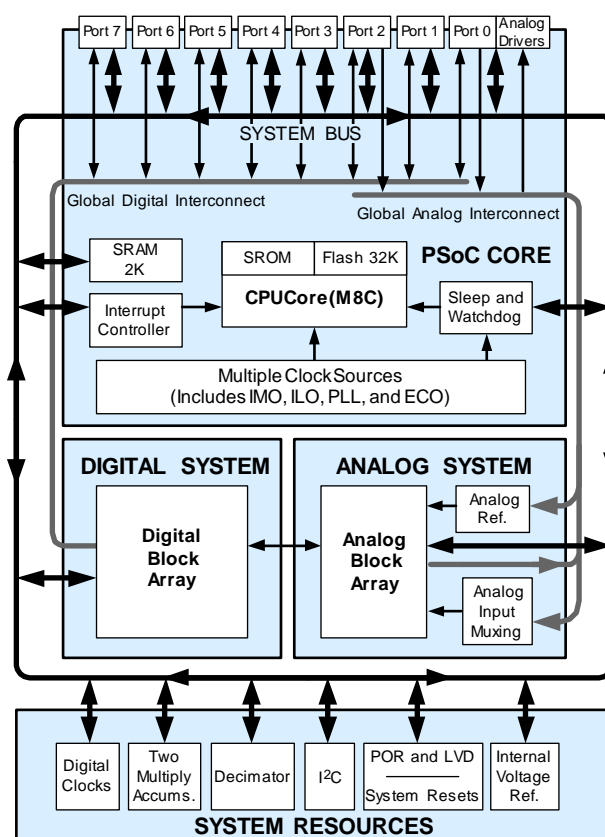 Port 7 Port 6 Port 5 Port 4 Port 3 Port 2 Port 1 Port 0 Analog
Drivers
SYSTEM BUS
Global Digital Interconnect
Global Analog Interconnect
PSoC CORE
SRAM
2K
SROM Flash 32K
CPUCore(M8C)
Interrupt
Controller
Sleep and
Watchdog
Multiple Clock Sources
(Includes IMO, ILO, PLL, and ECO)
DIGITAL SYSTEM
Digital
Block
Array
ANALOG SYSTEM
Analog
Block
Array
Analog
Ref.
Analog
Input
Muxing
Digital
Clocks
Two
Multiply
Accums.
Decimator
I²C
POR and LVD
System Resets
Internal
Voltage
Ref.
SYSTEM RESOURCES